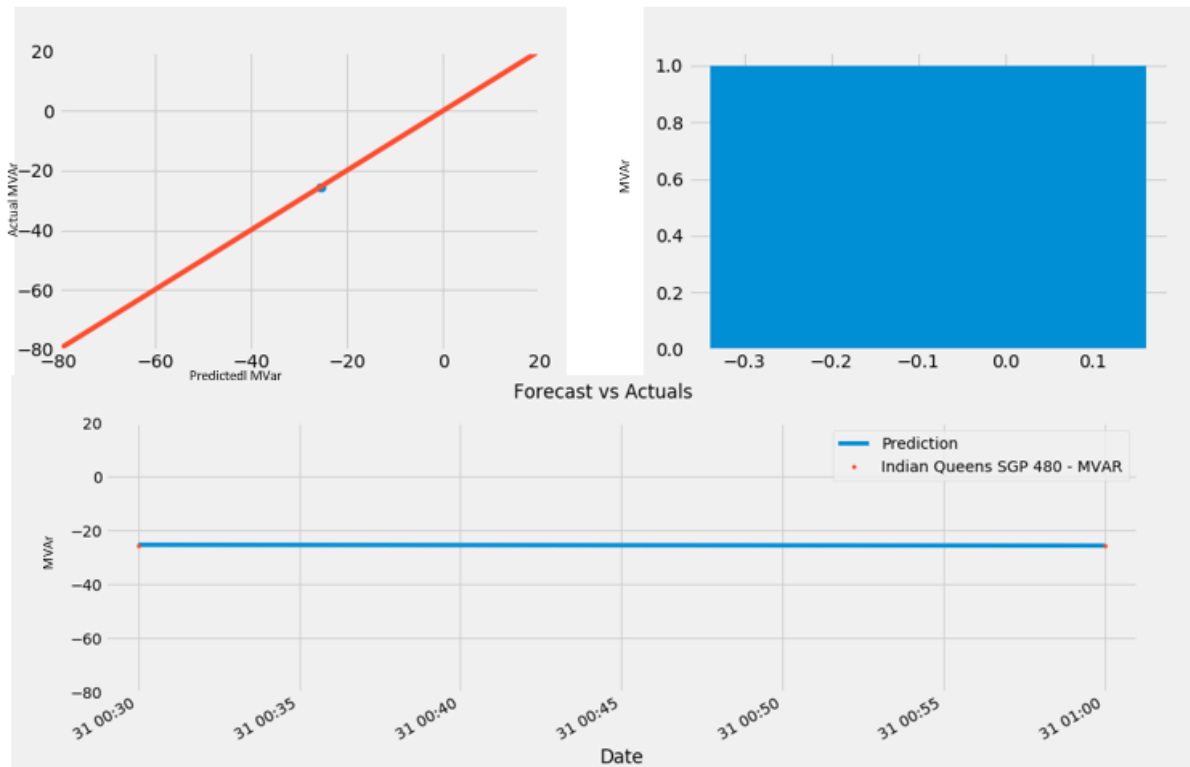 20
0
−20
−40
−60
−80
Actual MVAr
−80 −60 −40 −20 0 20
Predictedl MVar
1.0
0.8
0.6
0.4
0.2
0.0
MVAr
−0.3 −0.2 −0.1 0.0 0.1
Forecast vs Actuals
20
0
−20
−40
−60
−80
MVAr
Prediction
Indian Queens SGP 480 - MVAR
31 00:30 31 00:35 31 00:40 31 00:45 31 00:50 31 00:55 31 01:00
Date